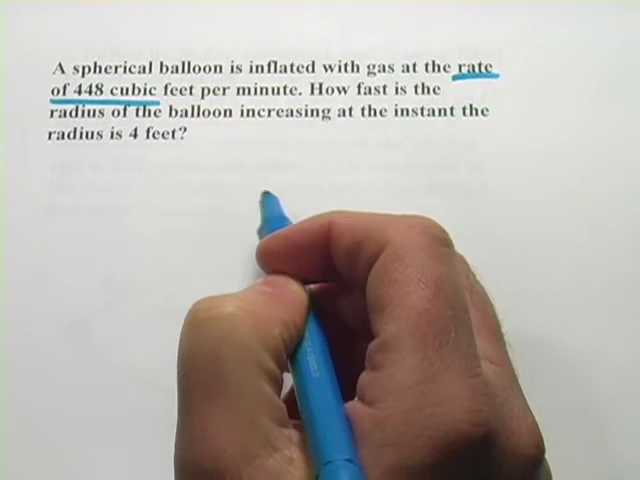 A spherical balloon is inflated with gas at the rate
of 448 cubic feet per minute. How fast is the
radius of the balloon increasing at the instant the
radius is 4 feet?